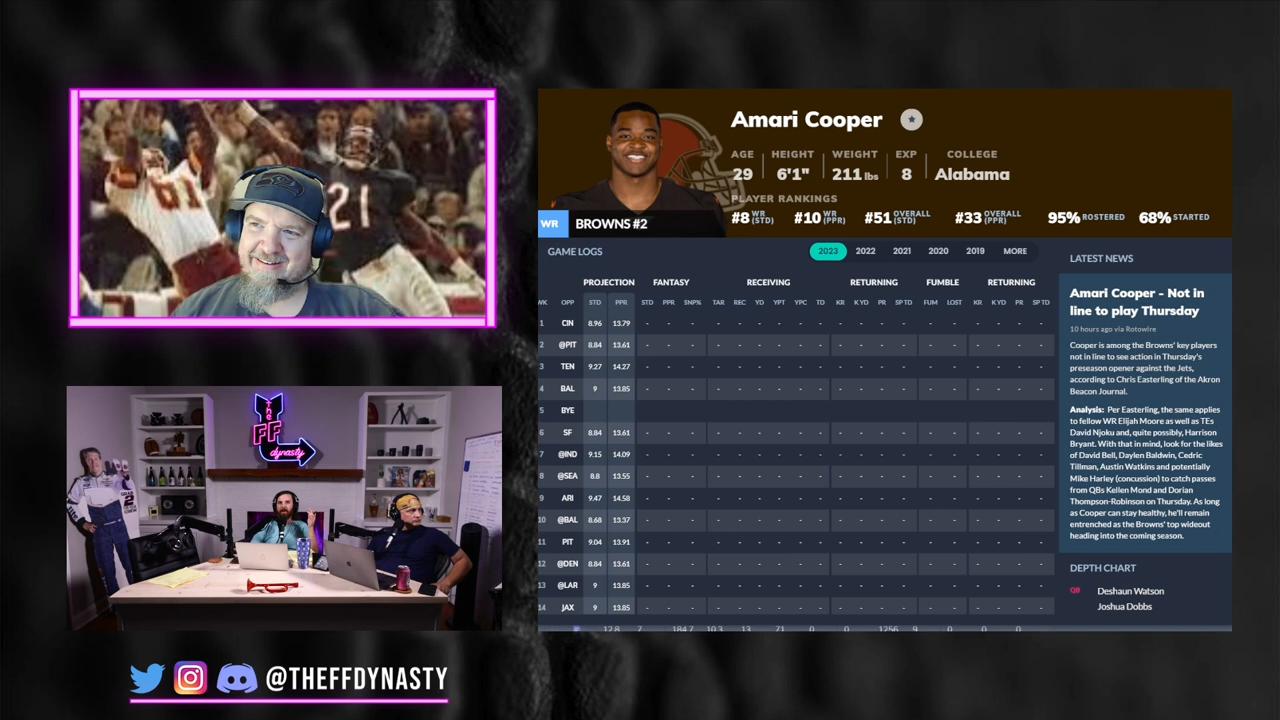 21
the
FF
dynasty
@THEFFDYNASTY
Amari Cooper
AGE HEIGHT WEIGHT EXP COLLEGE
29 6'1" 211 lbs 8 Alabama
PLAYER RANKINGS
#8 WR (STD) #10 WR (PPR) #51 OVERALL (STD) #33 OVERALL (PPR) 95% ROSTERED 68% STARTED
WR BROWNS #2
GAME LOGS 2023 2022 2021 2020 2019 MORE
PROJECTION FANTASY RECEIVING RETURNING FUMBLE RETURNING
WK OPP STD PPR STD PPR SNP% TAR REC YD YPT YPC TD KR KYD PR SPTD FUM LOST KR KYD PR SPTD
1 CIN 8.96 13.79 - - - - - - - - - - - - - - - - - - -
2 @PIT 8.84 13.61 - - - - - - - - - - - - - - - - - - -
3 TEN 9.27 14.27 - - - - - - - - - - - - - - - - - - -
4 BAL 9 13.85 - - - - - - - - - - - - - - - - - - -
5 BYE
6 SF 8.84 13.61 - - - - - - - - - - - - - - - - - - -
7 @IND 9.15 14.09 - - - - - - - - - - - - - - - - - - -
8 @SEA 8.8 13.55 - - - - - - - - - - - - - - - - - - -
9 ARI 9.47 14.58 - - - - - - - - - - - - - - - - - - -
10 @BAL 8.68 13.37 - - - - - - - - - - - - - - - - - - -
11 PIT 9.04 13.91 - - - - - - - - - - - - - - - - - - -
12 @DEN 8.84 13.61 - - - - - - - - - - - - - - - - - - -
13 @LAR 9 13.85 - - - - - - - - - - - - - - - - - - -
14 JAX 9 13.85 - - - - - - - - - - - - - - - - - - -
LATEST NEWS
Amari Cooper - Not in
line to play Thursday
10 hours ago via Rotowire
Cooper is among the Browns' key players
not in line to see action in Thursday's
preseason opener against the Jets,
according to Chris Easterling of the Akron
Beacon Journal.
Analysis: Per Easterling, the same applies
to fellow WR Elijah Moore as well as TEs
David Njoku and, quite possibly, Harrison
Bryant. With that in mind, look for the likes
of David Bell, Daylen Baldwin, Cedric
Tillman, Austin Watkins and potentially
Mike Harley (concussion) to catch passes
from QBs Kellen Mond and Dorian
Thompson-Robinson on Thursday. As long
as Cooper can stay healthy, he'll remain
entrenched as the Browns' top wideout
heading into the coming season.
DEPTH CHART
QB Deshaun Watson
Joshua Dobbs